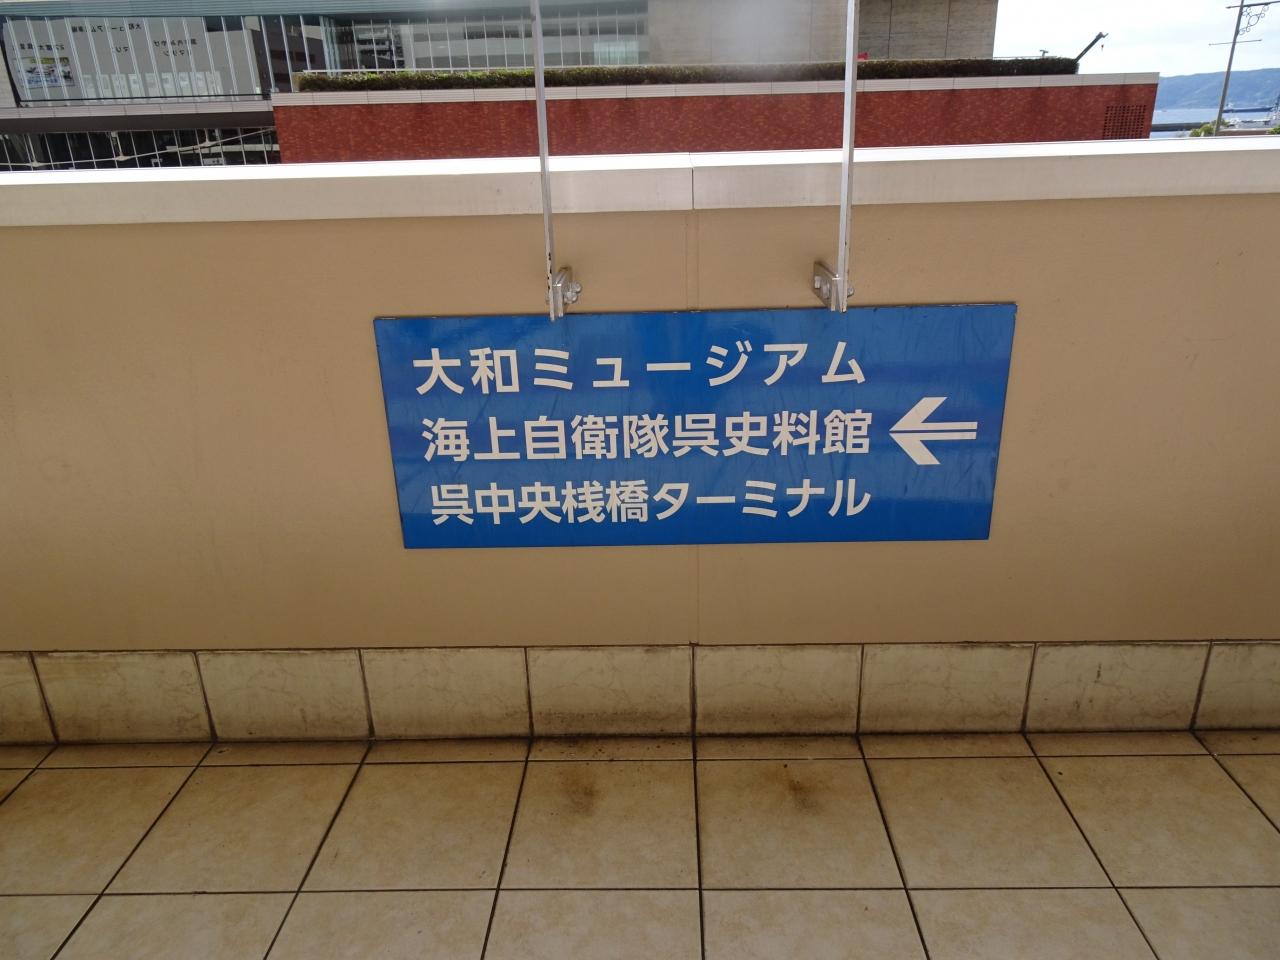 大和ミュージアム
海上自衛隊呉史料館
呉中央桟橋ターミナル